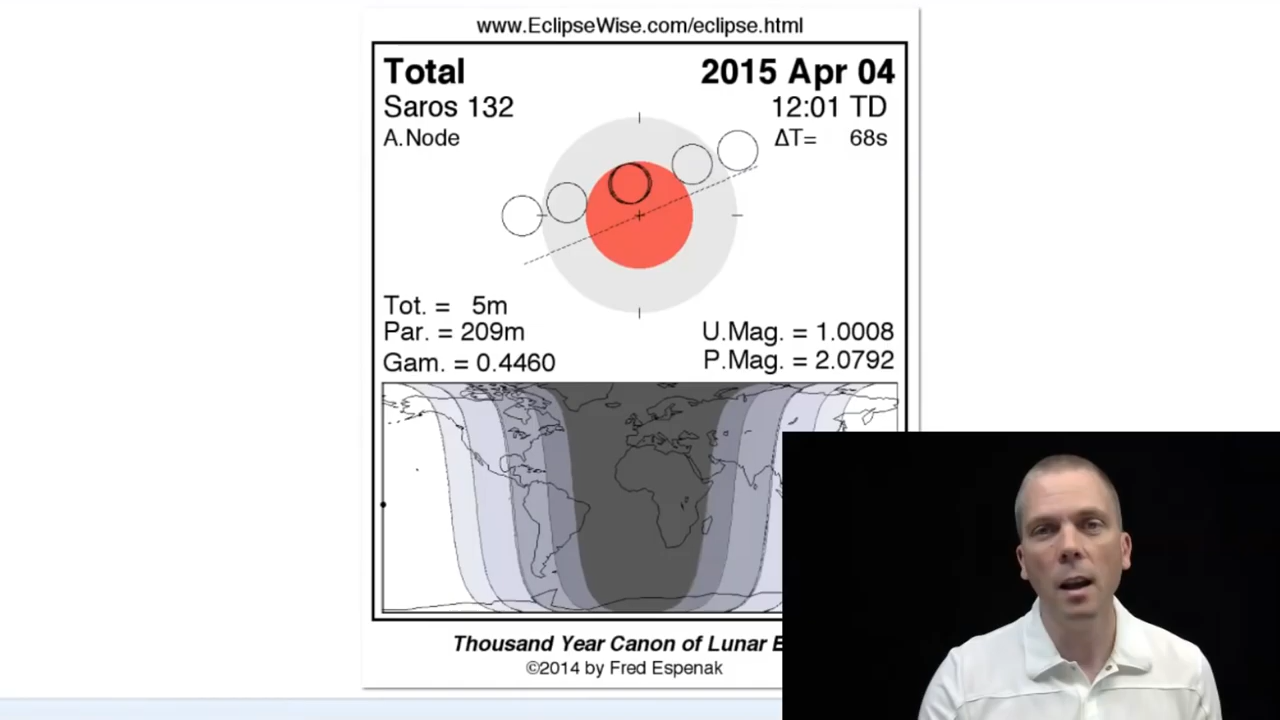 www.EclipseWise.com/eclipse.html
Total
2015 Apr 04
Saros 132
12:01 TD
A.Node
ΔT= 68s
Tot. = 5m
Par. = 209m
U.Mag. = 1.0008
Gam. = 0.4460
P.Mag. = 2.0792
Thousand Year Canon of Lunar
©2014 by Fred Espenak